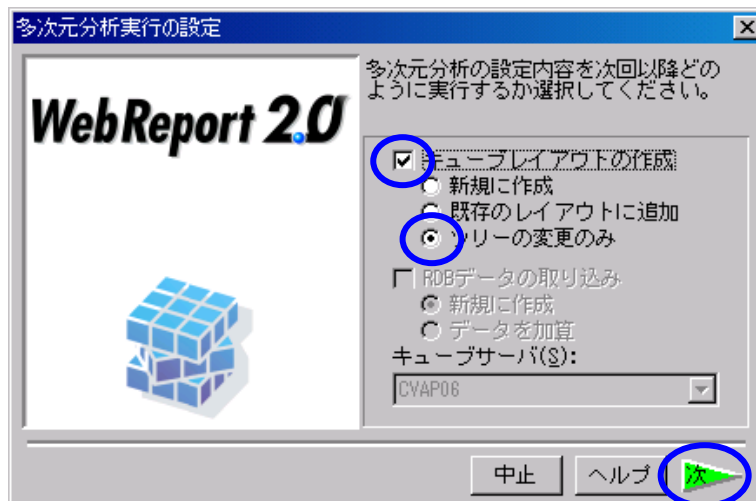 多次元分析実行の設定
多次元分析の設定内容を次回以降どの
ように実行するか選択してください。
WebReport 2.0
キューブレイアウトの作成
新規に作成
既存のレイアウトに追加
ツリーの変更のみ
RDBデータの取り込み
新規に作成
データを加算
キューブサーバ(S):
CVAP06
中止
ヘルプ
次